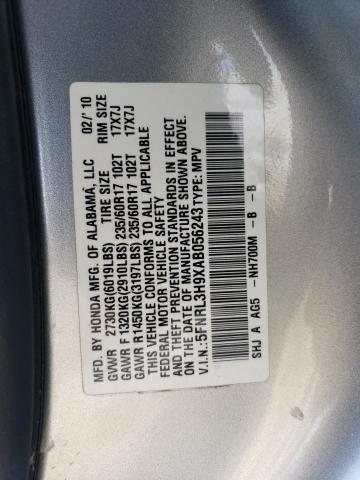 MFD. BY HONDA MFG. OF ALABAMA, LLC 02/'10
GVWR 2730KG(6019LBS) TIRE SIZE RIM SIZE
GAWR F 1320KG(2910LBS) 235/60R17 102T 17X7J
GAWR R 1450KG(3197LBS) 235/60R17 102T 17X7J
THIS VEHICLE CONFORMS TO ALL APPLICABLE
FEDERAL MOTOR VEHICLE SAFETY
AND THEFT PREVENTION STANDARDS IN EFFECT
ON THE DATE OF MANUFACTURE SHOWN ABOVE.
V.I.N.:5FNRL3H9XAB056243 TYPE: MPV
SHJ A AG5 -NH700M -B -B